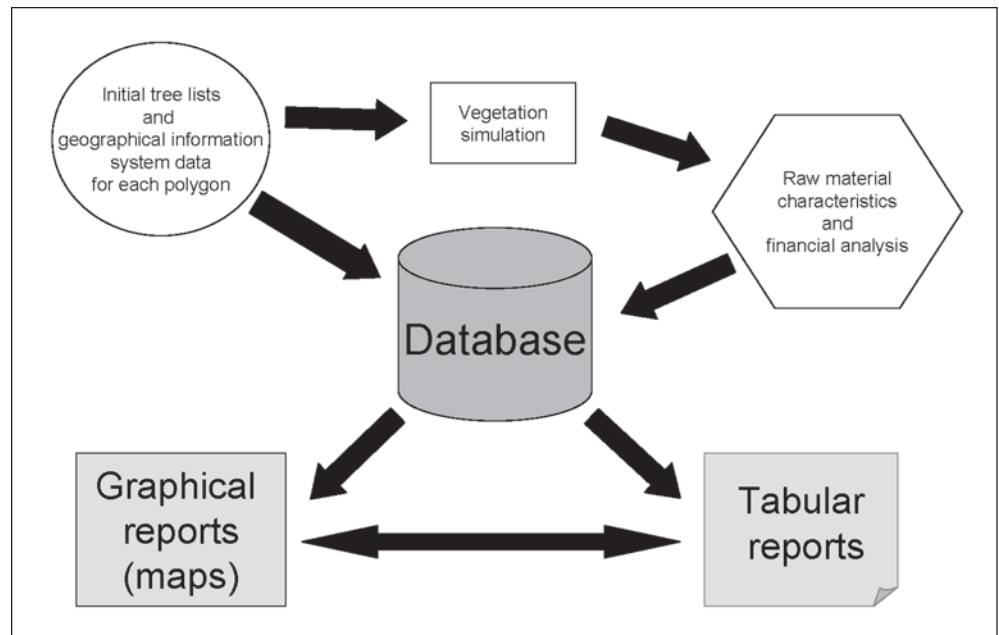 Initial tree lists
and
geographical information
system data
for each polygon
Vegetation
simulation
Raw material
characteristics
and
financial analysis
Database
Graphical
reports
(maps)
Tabular
reports